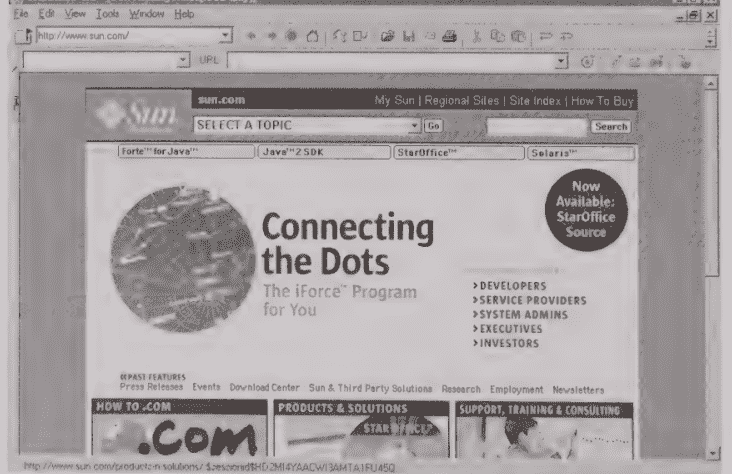 File Edit View Tools Window Help
http://www.sun.com/
URL
Sun
sun.com
My Sun | Regional Sites | Site Index | How To Buy
SELECT A TOPIC
Go
Search
Forte™ for Java™
Java™ 2 SDK
StarOffice™
Solaris™
Now
Available:
StarOffice
Source
Connecting
the Dots
The iForce™ Program
for You
>DEVELOPERS
>SERVICE PROVIDERS
>SYSTEM ADMINS
>EXECUTIVES
>INVESTORS
«PAST FEATURES
Press Releases Events Download Center Sun & Third Party Solutions Research Employment Newsletters
HOW TO .COM
PRODUCTS & SOLUTIONS
SUPPORT, TRAINING & CONSULTING
.Com
STAR OFFICE?